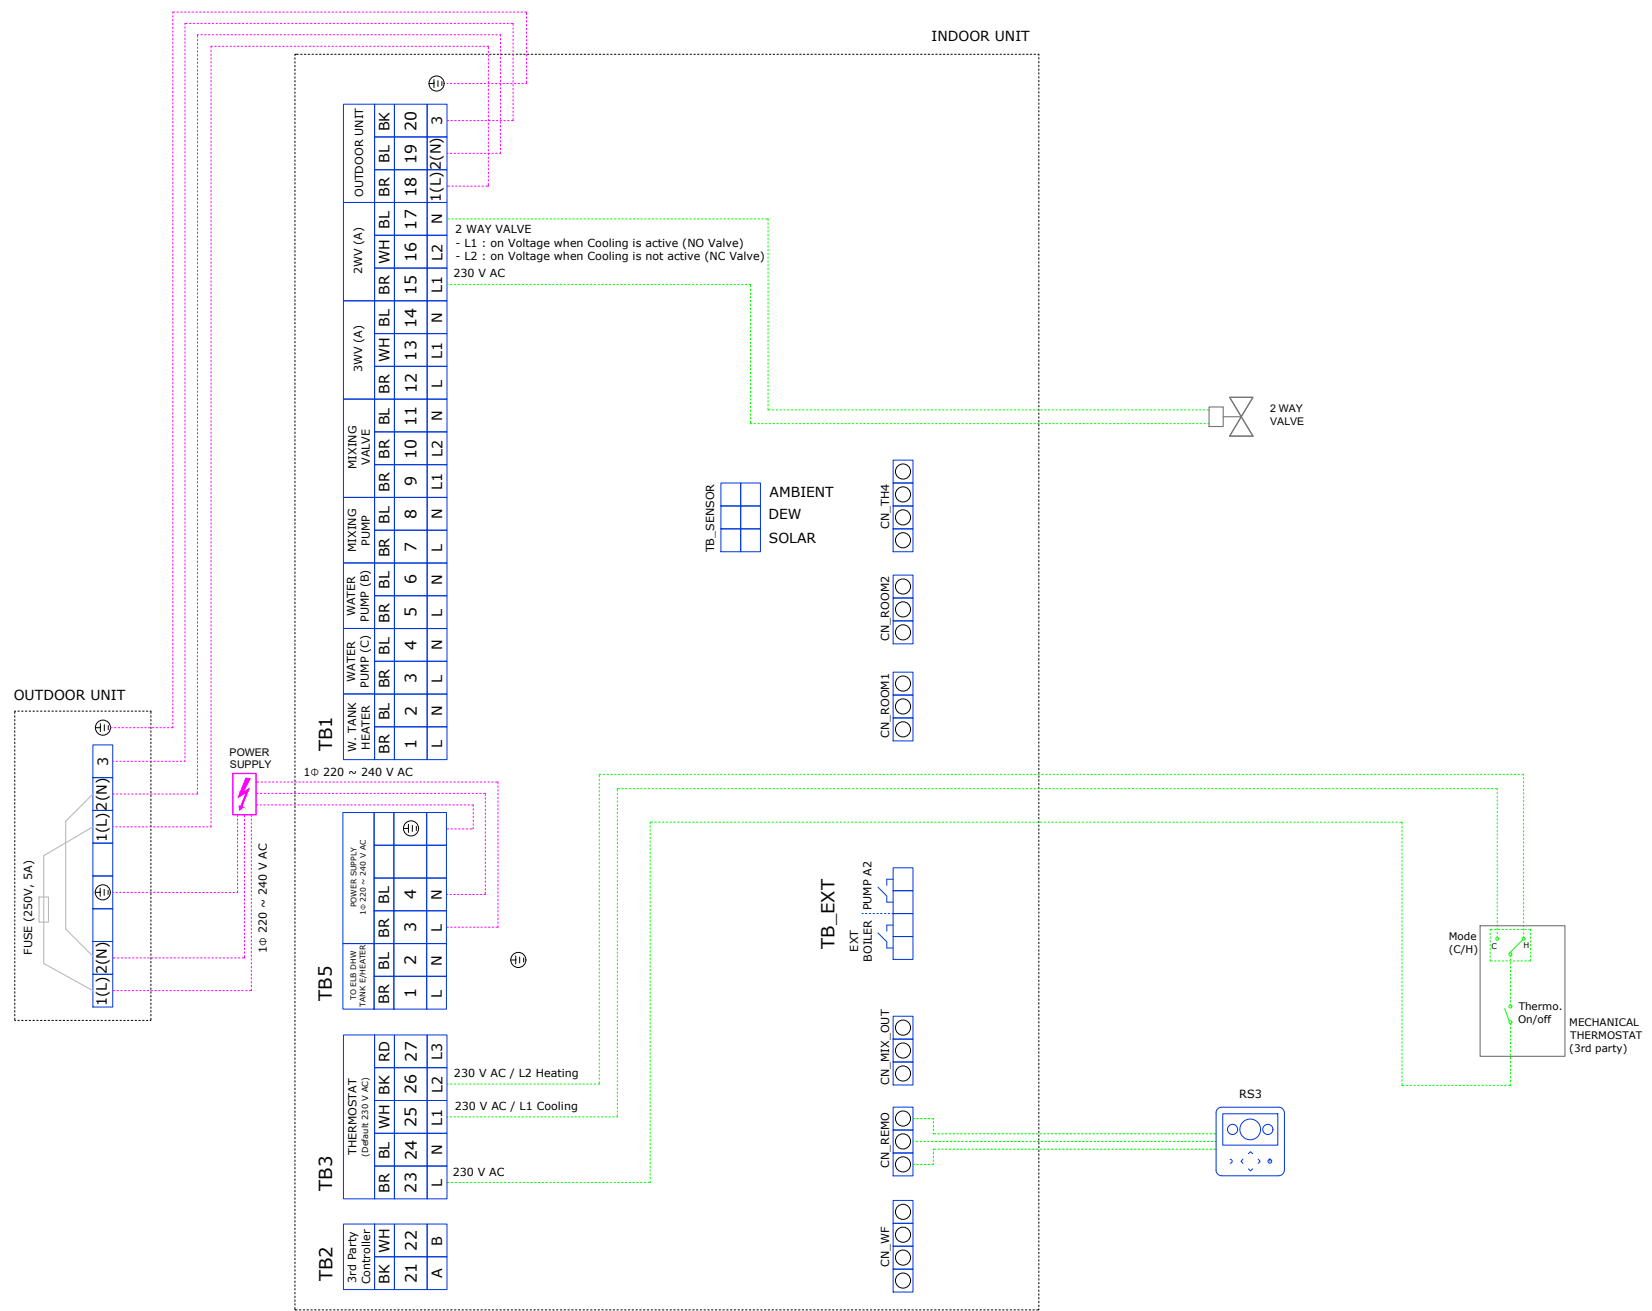 INDOOR UNIT
OUTDOOR UNIT
BK 20 3
BL 19 2(N)
BR 18 1(L)
2WV (A)
BL 17 N
WH 16 L2
BR 15 L1
3WV (A)
BL 14 N
WH 13 L1
BR 12 L
MIXING
VALVE
BL 11 N
BR 10 L2
BR 9 L1
MIXING
PUMP
BL 8 N
BR 7 L
WATER
PUMP (B)
BL 6 N
BR 5 L
WATER
PUMP (C)
BL 4 N
BR 3 L
W. TANK
HEATER
BL 2 N
BR 1 L
TB1
2 WAY VALVE
- L1 : on Voltage when Cooling is active (NO Valve)
- L2 : on Voltage when Cooling is not active (NC Valve)
230 V AC
2 WAY
VALVE
TB_SENSOR
AMBIENT
DEW
SOLAR
CN_TH4
CN_ROOM2
CN_ROOM1
OUTDOOR UNIT
3
2(N)
1(L)
2(N)
1(L)
FUSE (250V, 5A)
POWER
SUPPLY
1Φ 220 ~ 240 V AC
1Φ 220 ~ 240 V AC
POWER SUPPLY
1Φ 220 ~ 240 V AC
BL 4 N
BR 3 L
TO ELB DHW
TANK E/HEATER
BL 2 N
BR 1 L
TB5
TB_EXT
PUMP A2
EXT
BOILER
Mode
(C/H)
C
H
Thermo.
On/off
MECHANICAL
THERMOSTAT
(3rd party)
THERMOSTAT
(Default 230 V AC)
RD 27 L3
BK 26 L2
WH 25 L1
BL 24 N
BR 23 L
TB3
230 V AC / L2 Heating
230 V AC / L1 Cooling
230 V AC
CN_MIX_OUT
CN_REMO
RS3
CN_WF
3rd Party
Controller
WH 22 B
BK 21 A
TB2